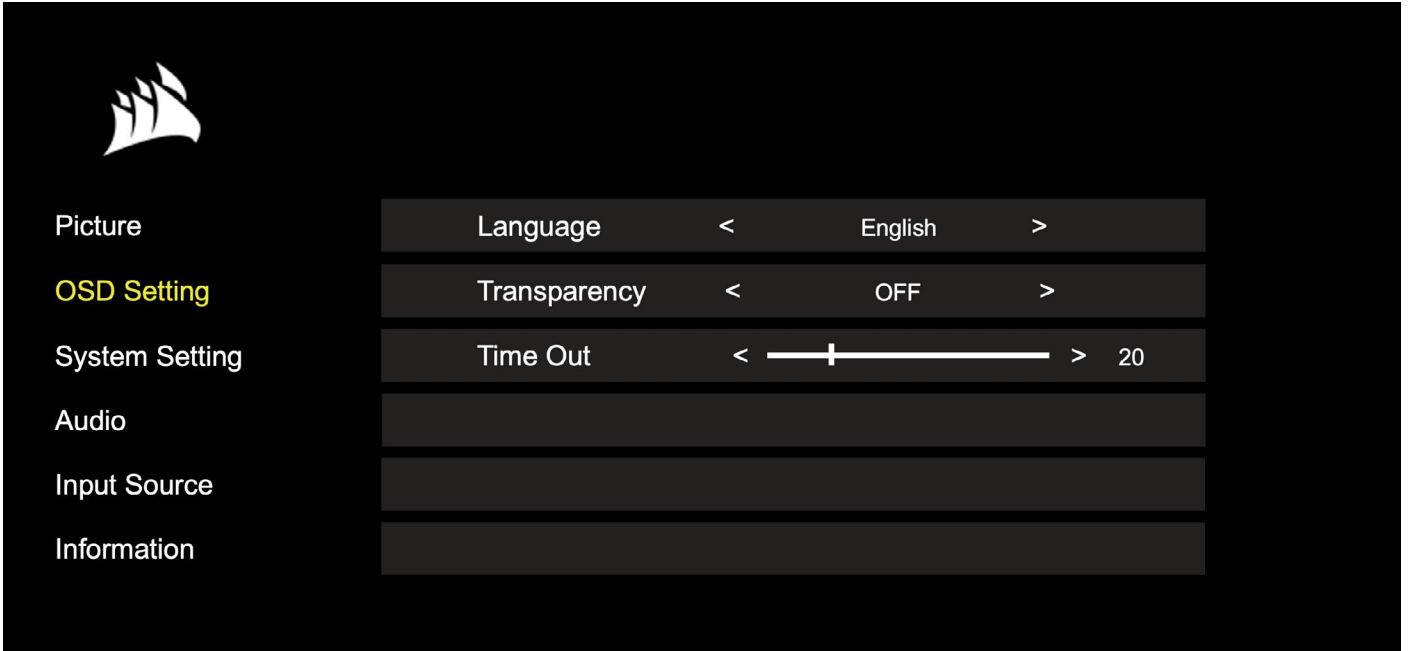 Picture
Language < English >
OSD Setting
Transparency < OFF >
System Setting
Time Out < > 20
Audio
Input Source
Information